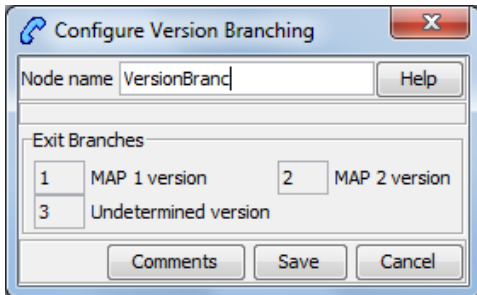 Configure Version Branching
Node name VersionBranc Help
Exit Branches
1 MAP 1 version 2 MAP 2 version
3 Undetermined version
Comments Save Cancel